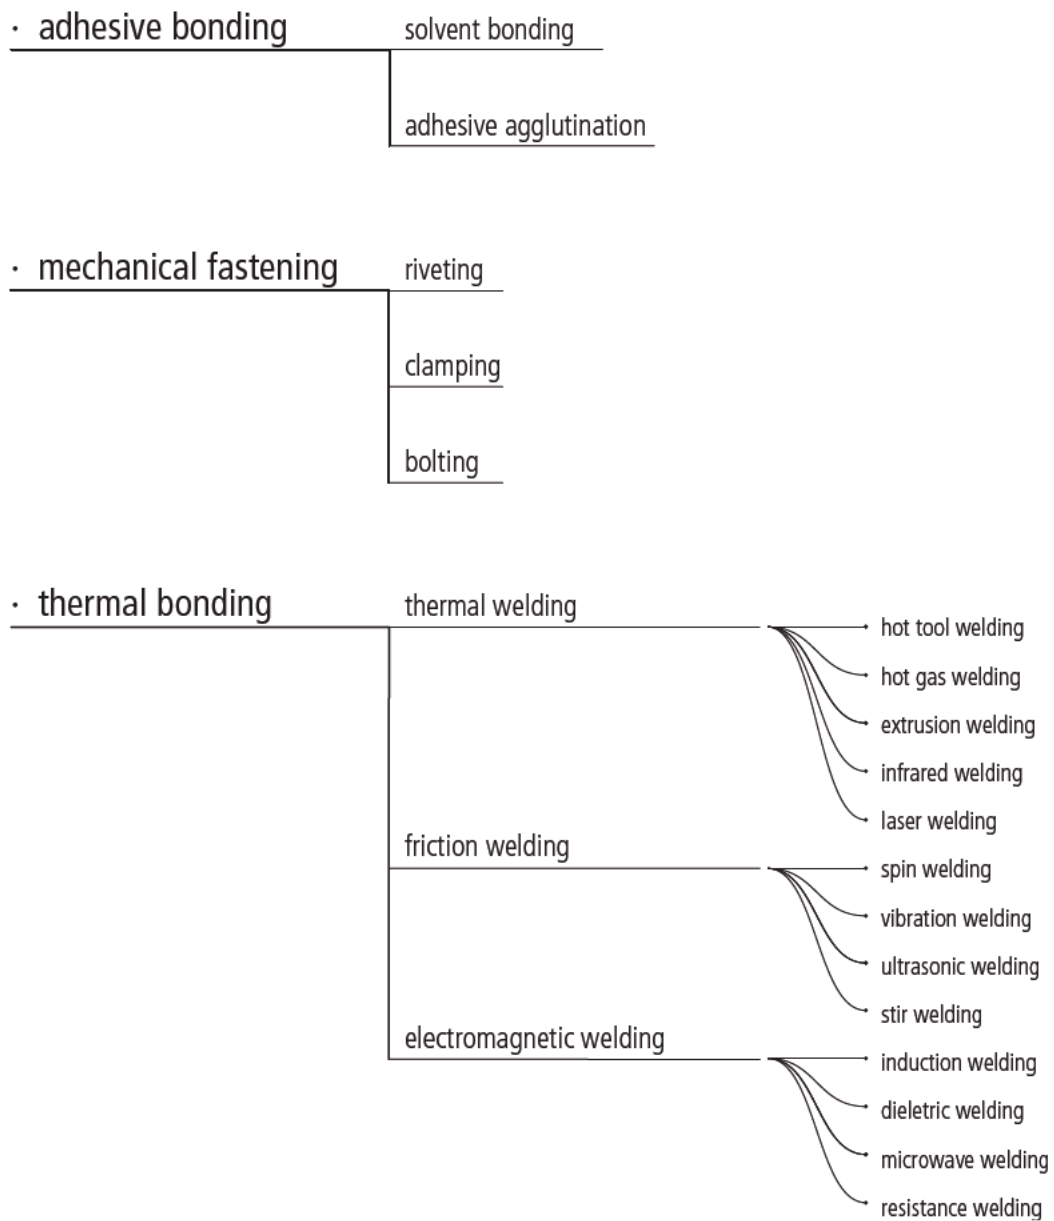 · adhesive bonding
solvent bonding
adhesive agglutination
· mechanical fastening
riveting
clamping
bolting
· thermal bonding
thermal welding
hot tool welding
hot gas welding
extrusion welding
infrared welding
laser welding
friction welding
spin welding
vibration welding
ultrasonic welding
stir welding
electromagnetic welding
induction welding
dieletric welding
microwave welding
resistance welding